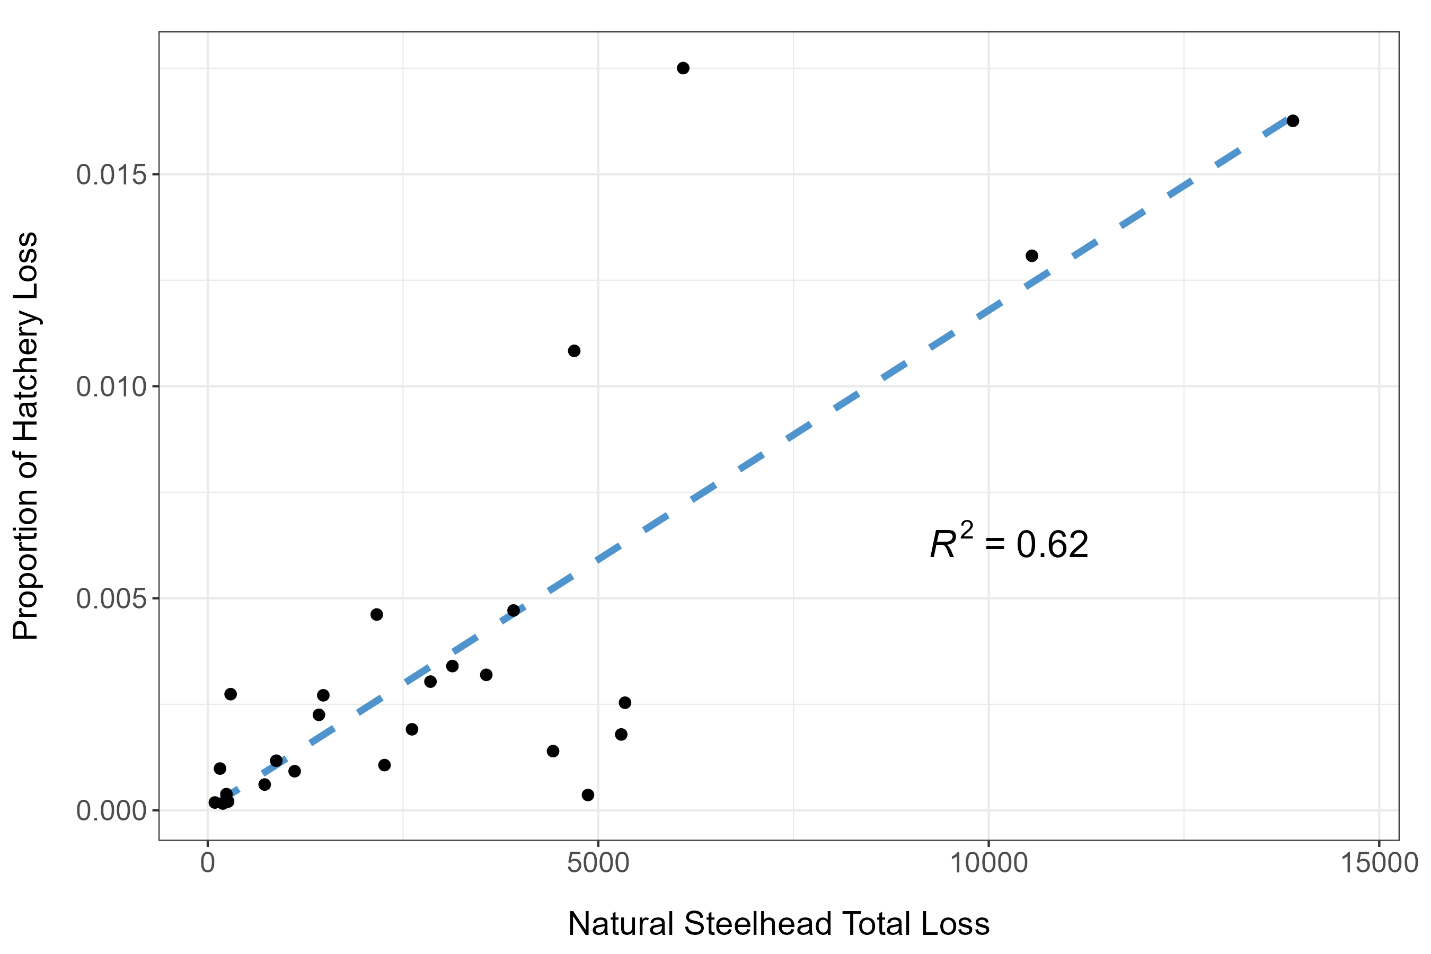 Proportion of Hatchery Loss
0.015
0.010
0.005
0.000
R² = 0.62
0 5000 10000 15000
Natural Steelhead Total Loss